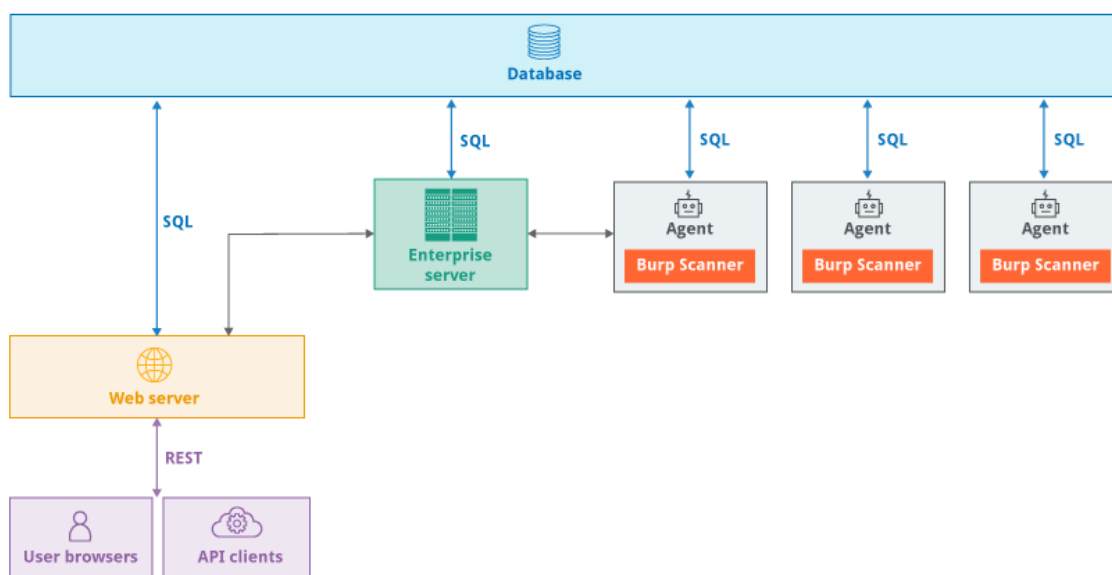 Database
SQL
SQL
SQL
SQL
SQL
Enterprise
server
Agent
Burp Scanner
Agent
Burp Scanner
Agent
Burp Scanner
Web server
REST
User browsers
API clients